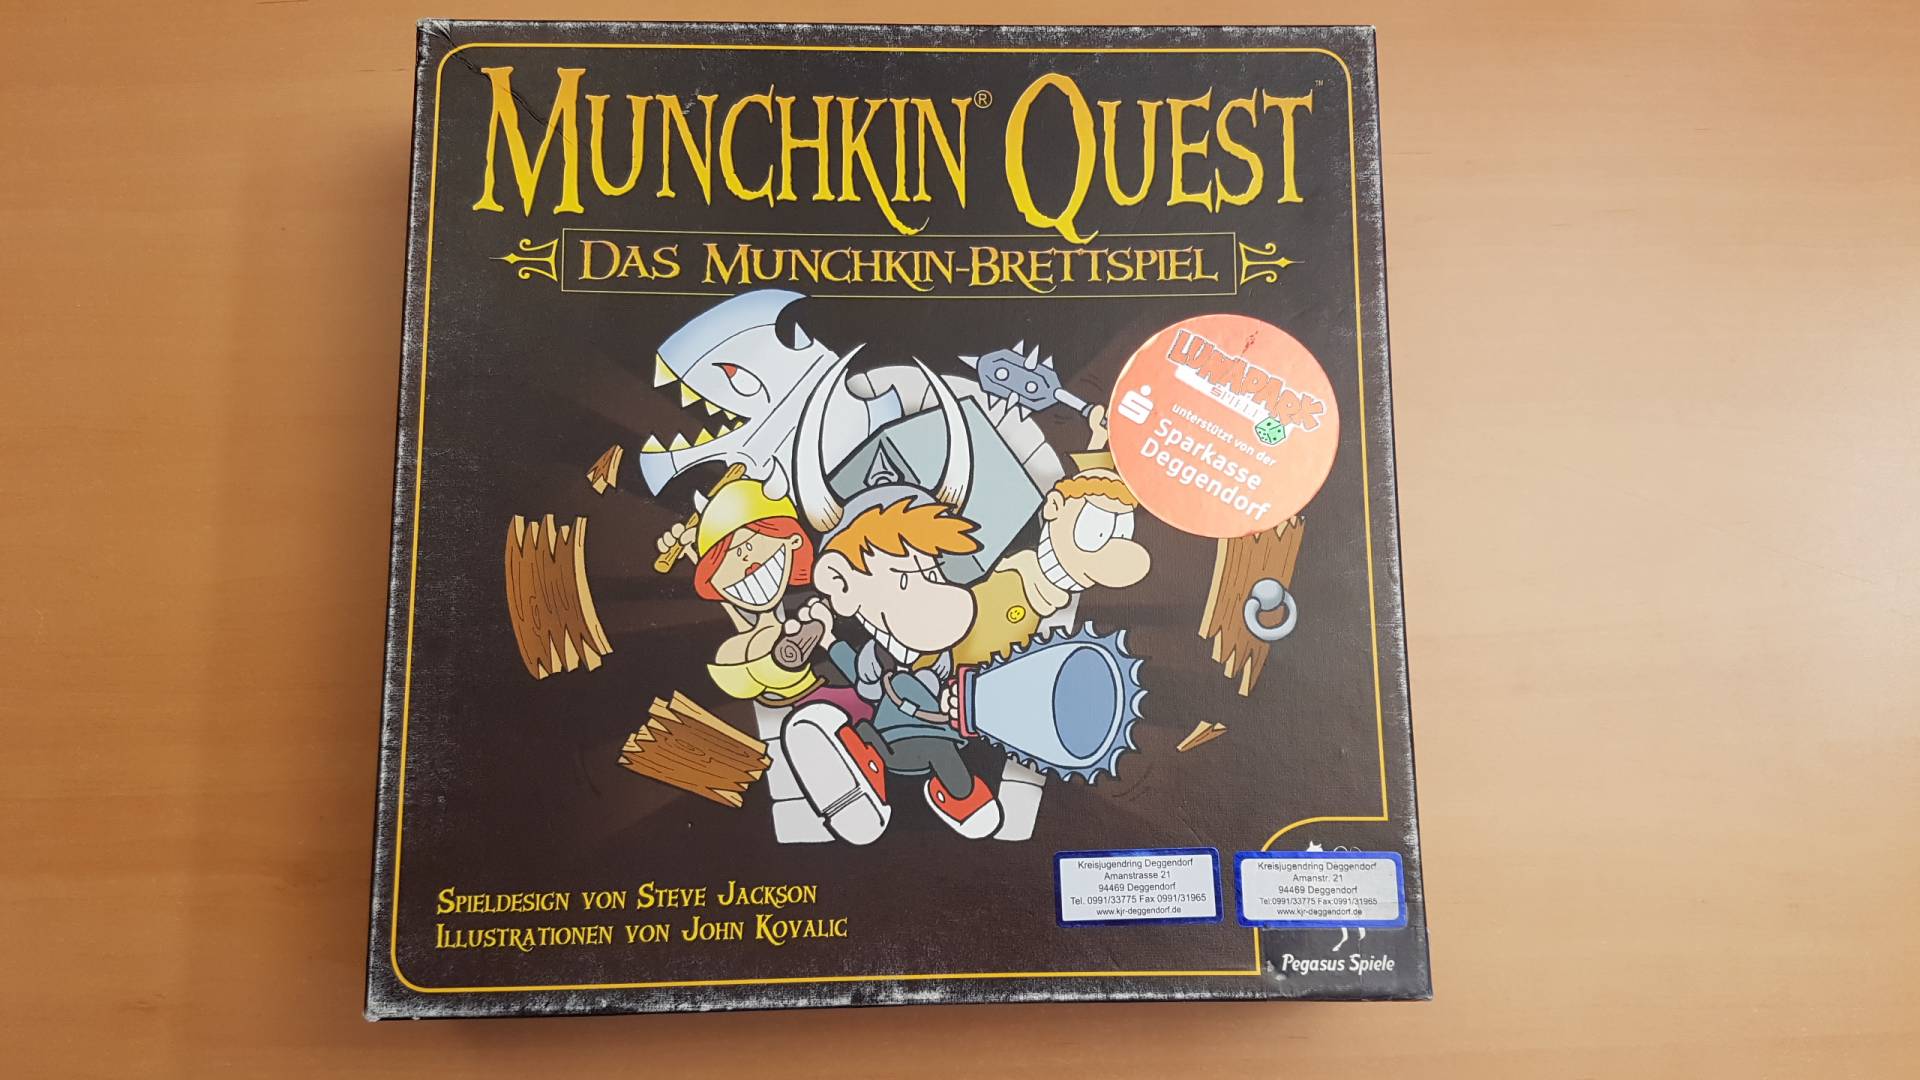 MUNCHKIN® QUEST™
DAS MUNCHKIN-BRETTSPIEL
LUNAPARK
SPIELE
unterstützt von der
Sparkasse
Deggendorf
SPIELDESIGN VON STEVE JACKSON
ILLUSTRATIONEN VON JOHN KOVALIC
Kreisjugendring Deggendorf
Amanstrasse 21
94469 Deggendorf
Tel. 0991/33775 Fax 0991/31965
www.kjr-deggendorf.de
Kreisjugendring Deggendorf
Amanstr. 21
94469 Deggendorf
Tel:0991/33775 Fax:0991/31965
www.kjr-deggendorf.de
Pegasus Spiele